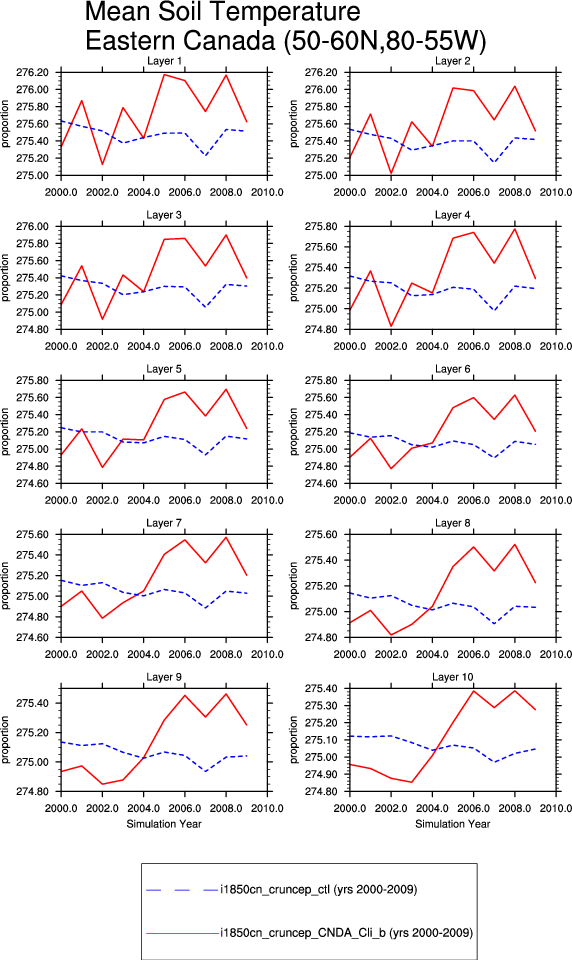 Mean Soil Temperature
Eastern Canada (50-60N,80-55W)
Layer 1
proportion
276.20
276.00
275.80
275.60
275.40
275.20
275.00
2000.0 2002.0 2004.0 2006.0 2008.0 2010.0
Layer 2
proportion
276.20
276.00
275.80
275.60
275.40
275.20
275.00
2000.0 2002.0 2004.0 2006.0 2008.0 2010.0
Layer 3
proportion
276.00
275.80
275.60
275.40
275.20
275.00
274.80
2000.0 2002.0 2004.0 2006.0 2008.0 2010.0
Layer 4
proportion
275.80
275.60
275.40
275.20
275.00
274.80
2000.0 2002.0 2004.0 2006.0 2008.0 2010.0
Layer 5
proportion
275.80
275.60
275.40
275.20
275.00
274.80
274.60
2000.0 2002.0 2004.0 2006.0 2008.0 2010.0
Layer 6
proportion
275.80
275.60
275.40
275.20
275.00
274.80
274.60
2000.0 2002.0 2004.0 2006.0 2008.0 2010.0
Layer 7
proportion
275.60
275.40
275.20
275.00
274.80
274.60
2000.0 2002.0 2004.0 2006.0 2008.0 2010.0
Layer 8
proportion
275.60
275.40
275.20
275.00
274.80
2000.0 2002.0 2004.0 2006.0 2008.0 2010.0
Layer 9
proportion
275.40
275.20
275.00
274.80
2000.0 2002.0 2004.0 2006.0 2008.0 2010.0
Simulation Year
Layer 10
proportion
275.40
275.30
275.20
275.10
275.00
274.90
274.80
2000.0 2002.0 2004.0 2006.0 2008.0 2010.0
Simulation Year
i1850cn_cruncep_ctl (yrs 2000-2009)
i1850cn_cruncep_CNDA_Cli_b (yrs 2000-2009)